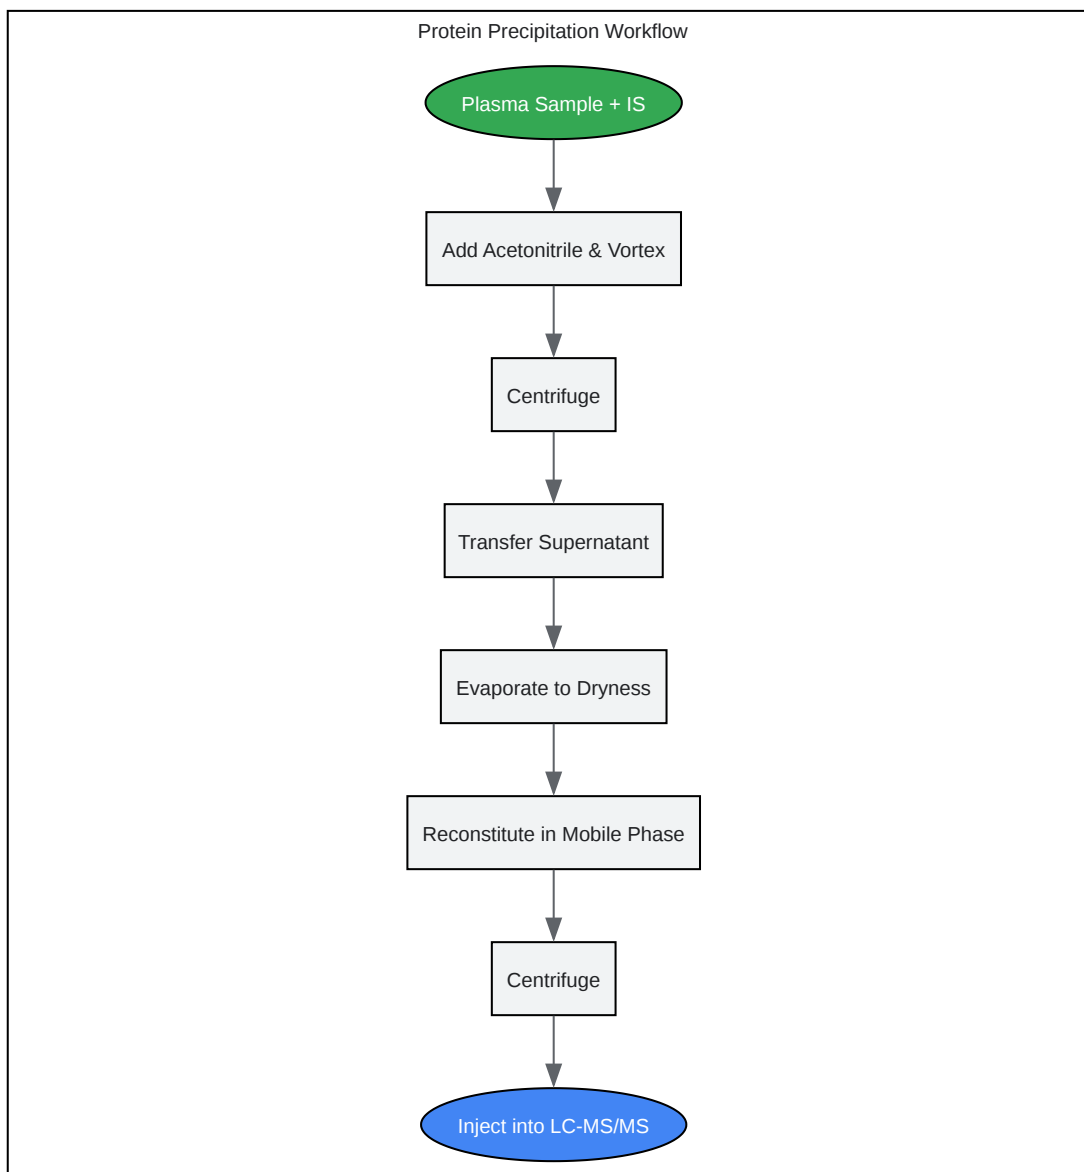 Protein Precipitation Workflow
Plasma Sample + IS
Add Acetonitrile & Vortex
Centrifuge
Transfer Supernatant
Evaporate to Dryness
Reconstitute in Mobile Phase
Centrifuge
Inject into LC-MS/MS